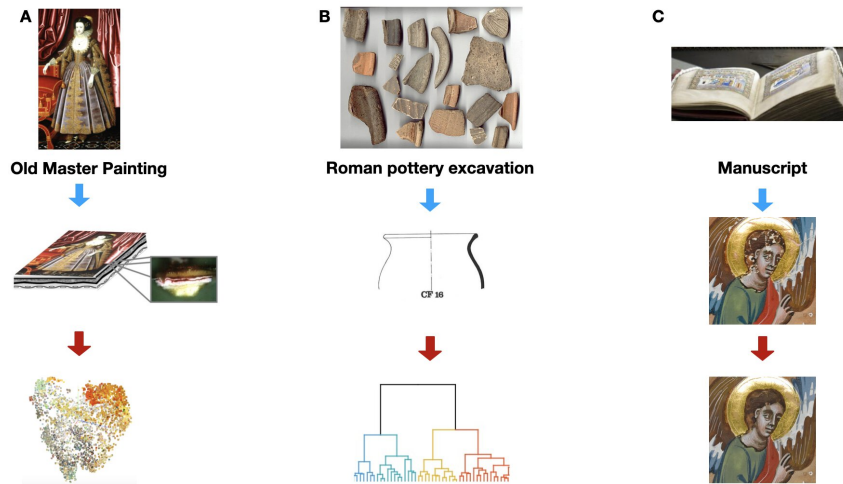 A
B
C
Old Master Painting
Roman pottery excavation
Manuscript
CF 16